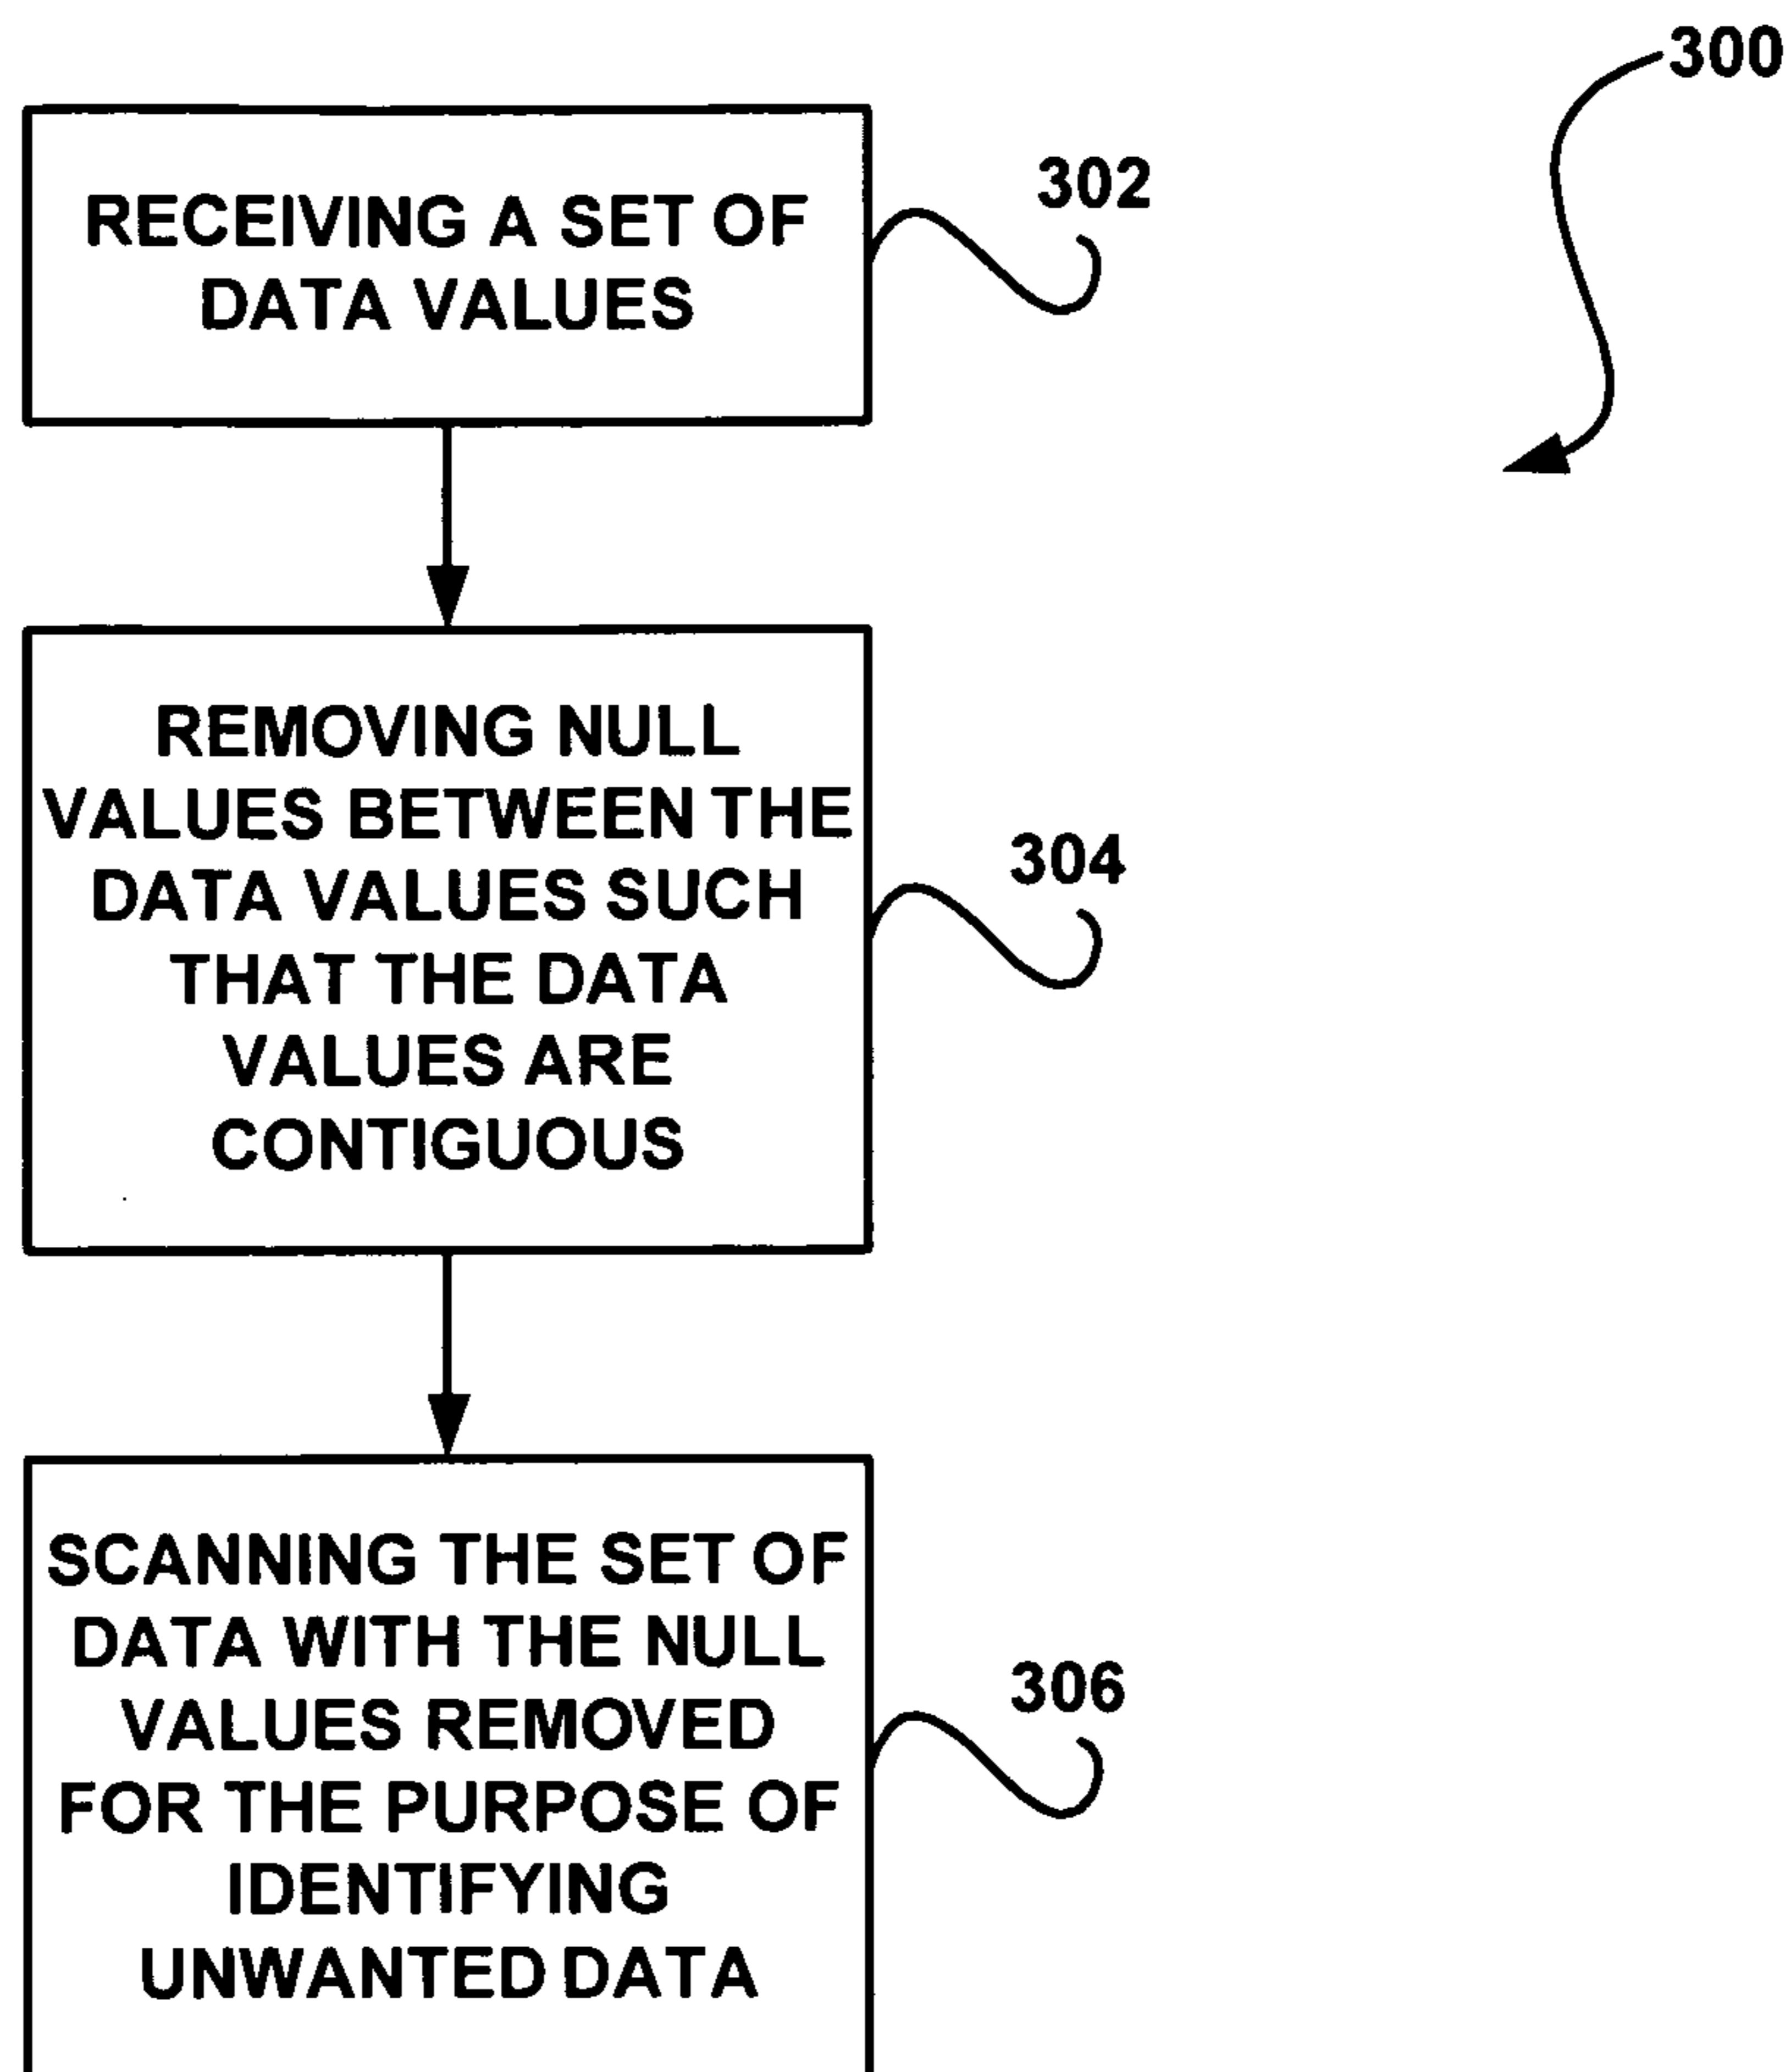 300
RECEIVING A SET OF
DATA VALUES
302
REMOVING NULL
VALUES BETWEEN THE
DATA VALUES SUCH
THAT THE DATA
VALUES ARE
CONTIGUOUS
304
SCANNING THE SET OF
DATA WITH THE NULL
VALUES REMOVED
FOR THE PURPOSE OF
IDENTIFYING
UNWANTED DATA
306